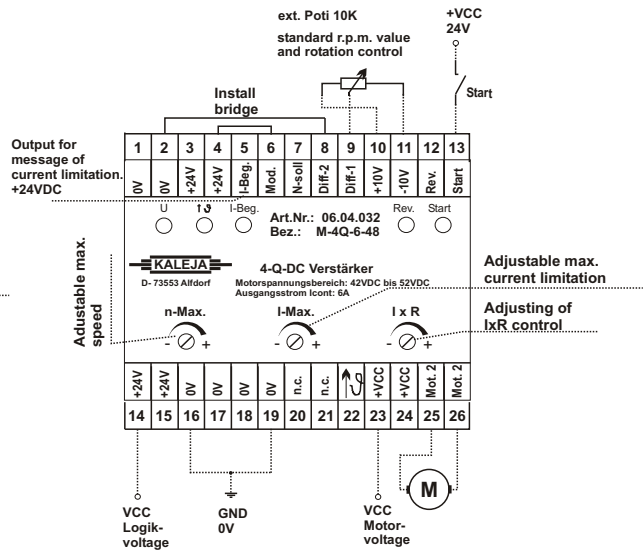 ext. Poti 10K
standard r.p.m. value
and rotation control
+VCC
24V
Start
Install
bridge
Output for
message of
current limitation.
+24VDC
1 2 3 4 5 6 7 8 9 10 11 12 13
0V 0V +24V +24V I-Beg. Mod. N-soll Diff-2 Diff-1 +10V -10V Rev. Start
U ↑ϑ I-Beg. Rev. Start
Art.Nr.: 06.04.032
Bez.: M-4Q-6-48
KALEJA
D- 73553 Alfdorf
4-Q-DC Verstärker
Motorspannungsbereich: 42VDC bis 52VDC
Ausgangsstrom Icont: 6A
Adustable max.
speed
n-Max. I-Max. I x R
- + - + - +
Adjustable max.
current limitation
Adjusting of
IxR control
+24V +24V 0V 0V 0V 0V n.c. n.c. ↑ϑ +VCC +VCC Mot. 2 Mot. 2
14 15 16 17 18 19 20 21 22 23 24 25 26
M
VCC
Logik-
voltage
GND
0V
VCC
Motor-
voltage